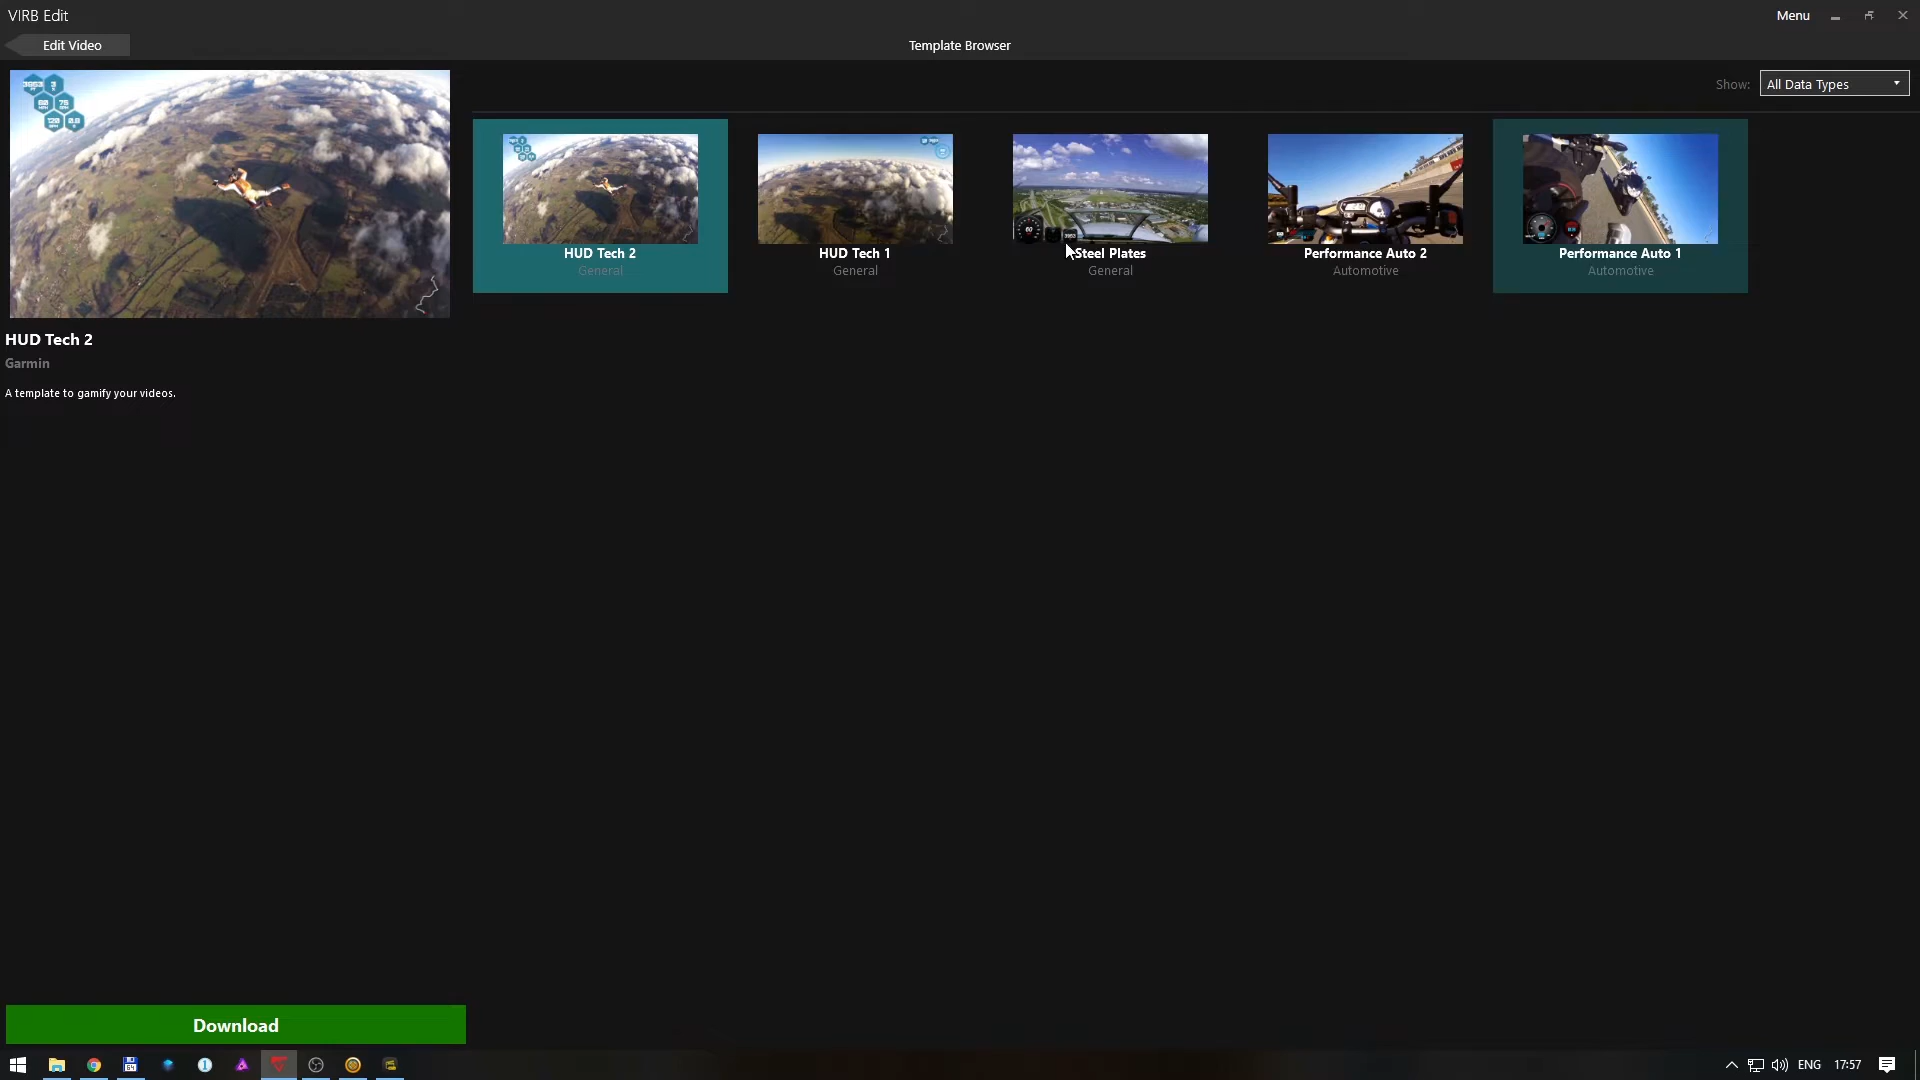 VIRB Edit
Menu
Edit Video
Template Browser
Show:
All Data Types
HUD Tech 2
General
HUD Tech 1
General
Steel Plates
General
Performance Auto 2
Automotive
Performance Auto 1
Automotive
HUD Tech 2
Garmin
A template to gamify your videos.
Download
ENG
17:57